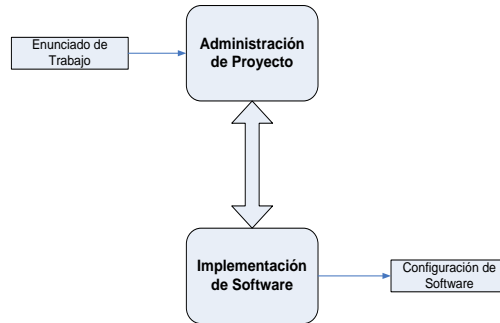 Enunciado de
Trabajo
Administración
de Proyecto
Implementación
de Software
Configuración de
Software